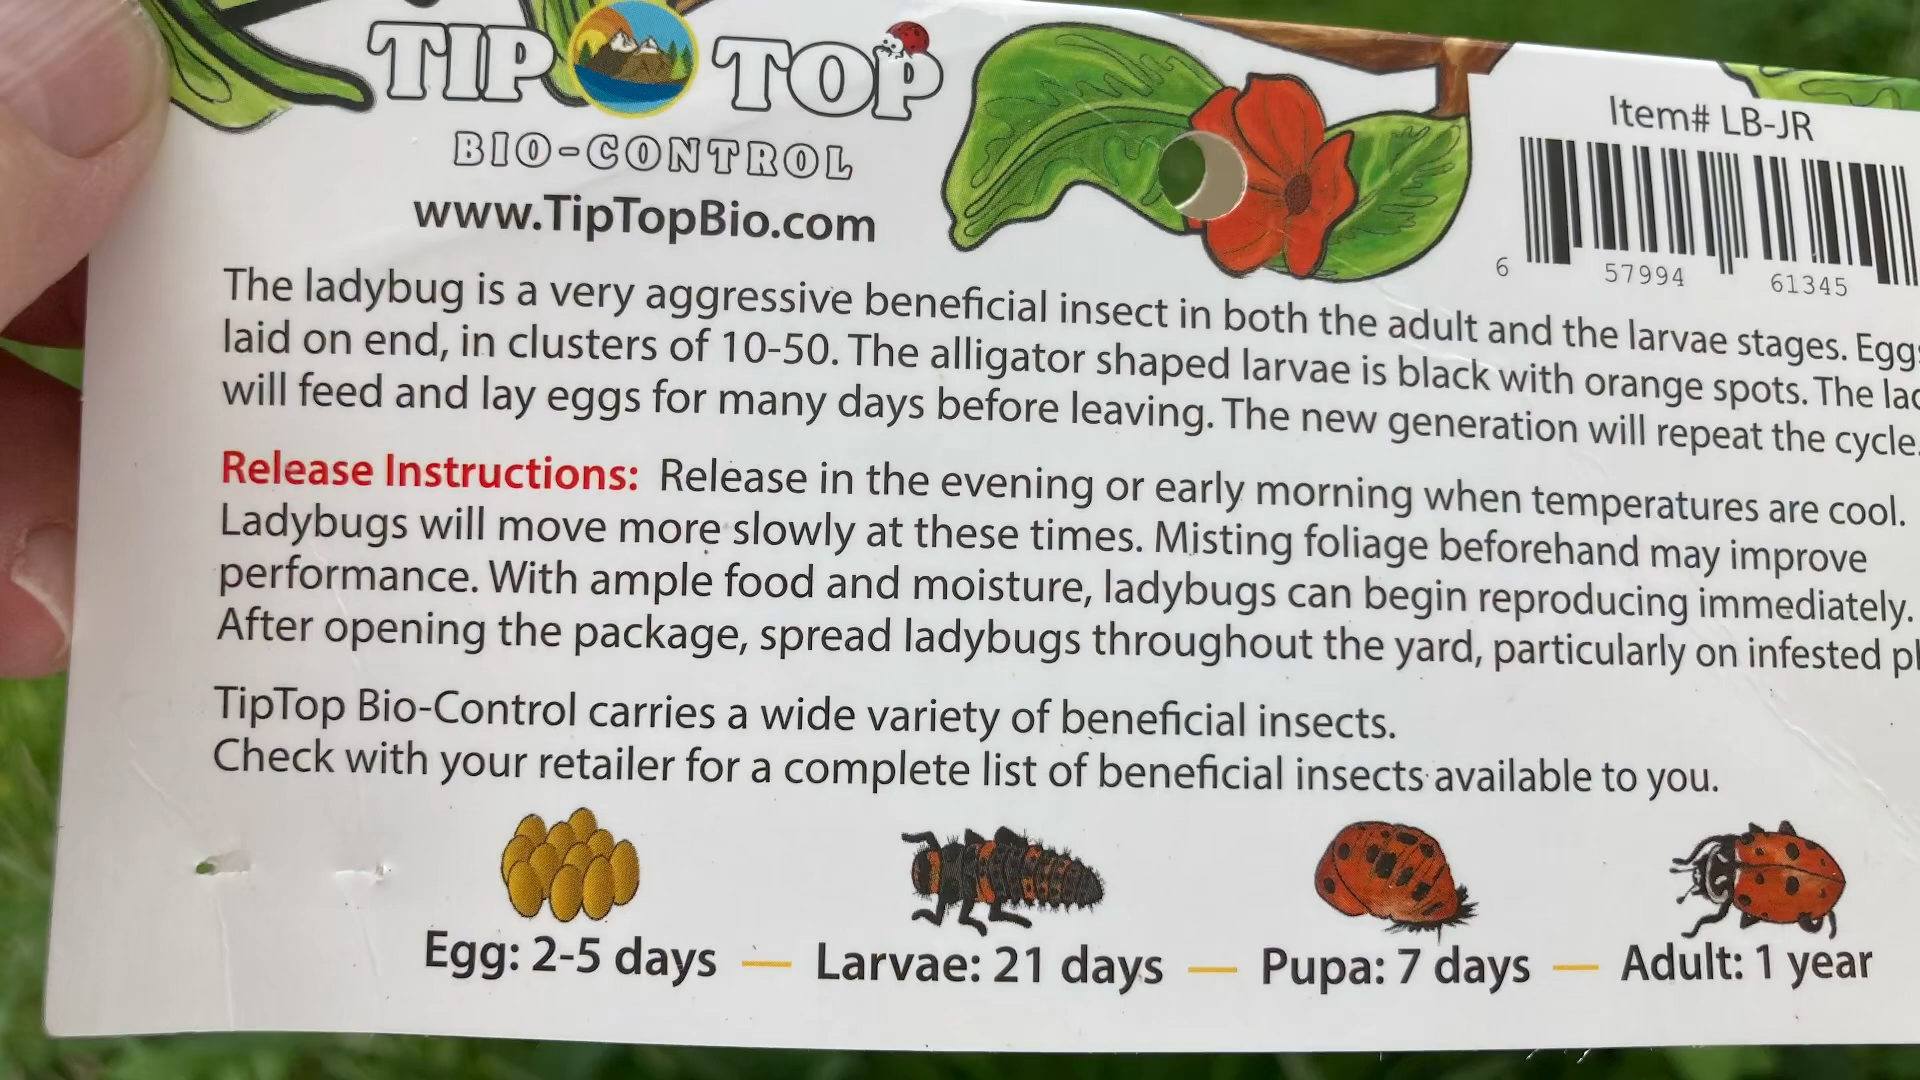 TIP TOP
BIO-CONTROL
www.TipTopBio.com
Item# LB-JR
6 57994 61345
The ladybug is a very aggressive beneficial insect in both the adult and the larvae stages.
laid on end, in clusters of 10-50. The alligator shaped larvae is black with orange spots. The
will feed and lay eggs for many days before leaving. The new generation will repeat the cycle.
Release Instructions: Release in the evening or early morning when temperatures are cool.
Ladybugs will move more slowly at these times. Misting foliage beforehand may improve
performance. With ample food and moisture, ladybugs can begin reproducing immediately.
After opening the package, spread ladybugs throughout the yard, particularly on infested
TipTop Bio-Control carries a wide variety of beneficial insects.
Check with your retailer for a complete list of beneficial insects available to you.
Egg: 2-5 days — Larvae: 21 days — Pupa: 7 days — Adult: 1 year